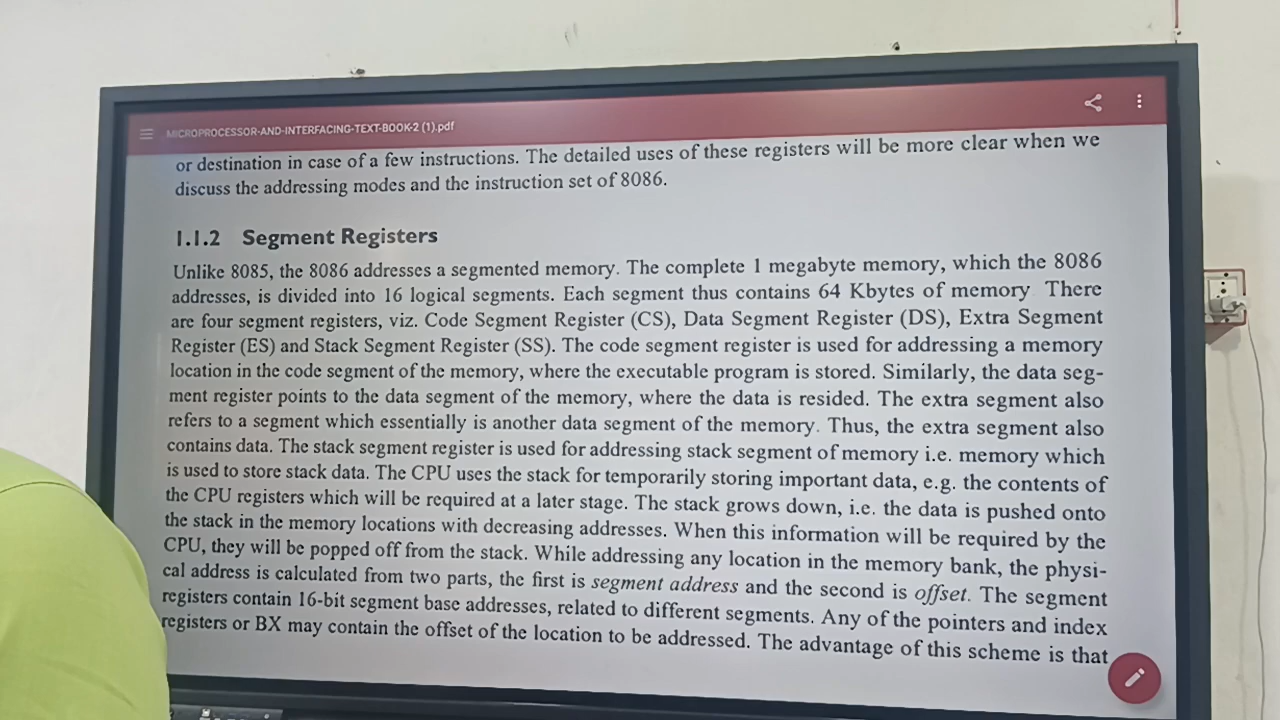 MICROPROCESSOR-AND-INTERFACING-TEXT-BOOK-2 (1).pdf
or destination in case of a few instructions. The detailed uses of these registers will be more clear when we
discuss the addressing modes and the instruction set of 8086.
1.1.2 Segment Registers
Unlike 8085, the 8086 addresses a segmented memory. The complete 1 megabyte memory, which the 8086
addresses, is divided into 16 logical segments. Each segment thus contains 64 Kbytes of memory There
are four segment registers, viz. Code Segment Register (CS), Data Segment Register (DS), Extra Segment
Register (ES) and Stack Segment Register (SS). The code segment register is used for addressing a memory
location in the code segment of the memory, where the executable program is stored. Similarly, the data seg-
ment register points to the data segment of the memory, where the data is resided. The extra segment also
refers to a segment which essentially is another data segment of the memory. Thus, the extra segment also
contains data. The stack segment register is used for addressing stack segment of memory i.e. memory which
is used to store stack data. The CPU uses the stack for temporarily storing important data, e.g. the contents of
the CPU registers which will be required at a later stage. The stack grows down, i.e. the data is pushed onto
the stack in the memory locations with decreasing addresses. When this information will be required by the
CPU, they will be popped off from the stack. While addressing any location in the memory bank, the physi-
cal address is calculated from two parts, the first is segment address and the second is offset. The segment
registers contain 16-bit segment base addresses, related to different segments. Any of the pointers and index
registers or BX may contain the offset of the location to be addressed. The advantage of this scheme is that